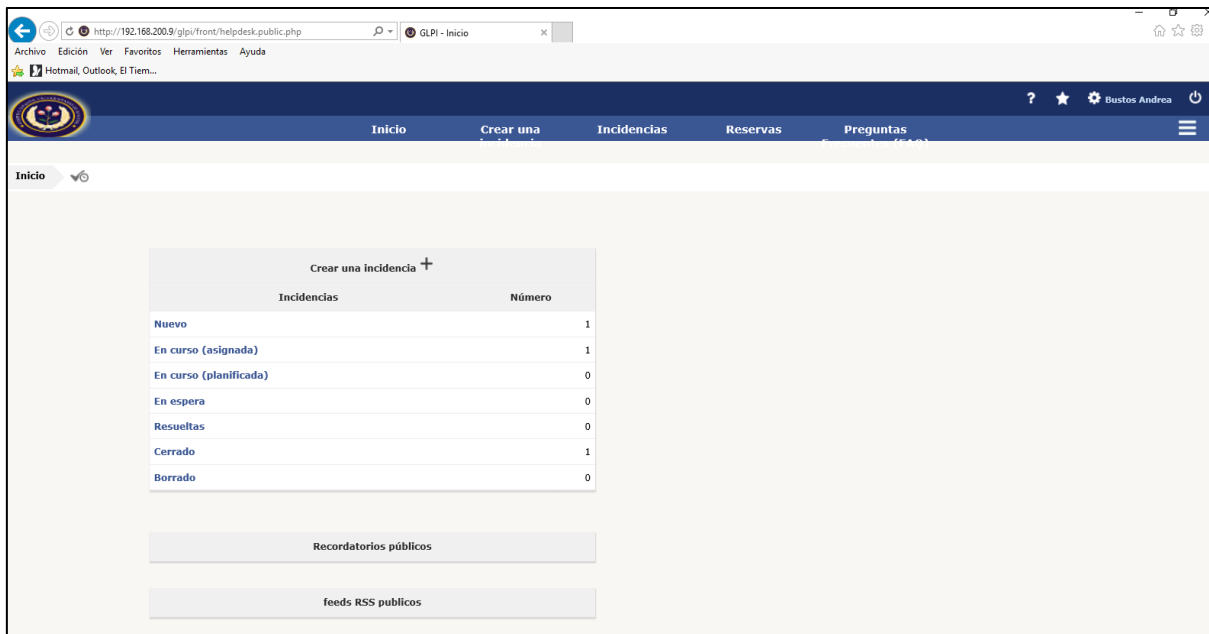 http://192.168.200.9/glpi/front/helpdesk.public.php
GLPI - Inicio
Archivo Edición Ver Favoritos Herramientas Ayuda
Hotmail, Outlook, El Tiem...
? Bustos Andrea
Inicio Crear una Incidencias Reservas Preguntas
Inicio
Crear una incidencia +
Incidencias Número
Nuevo 1
En curso (asignada) 1
En curso (planificada) 0
En espera 0
Resueltas 0
Cerrado 1
Borrado 0
Recordatorios públicos
feeds RSS publicos